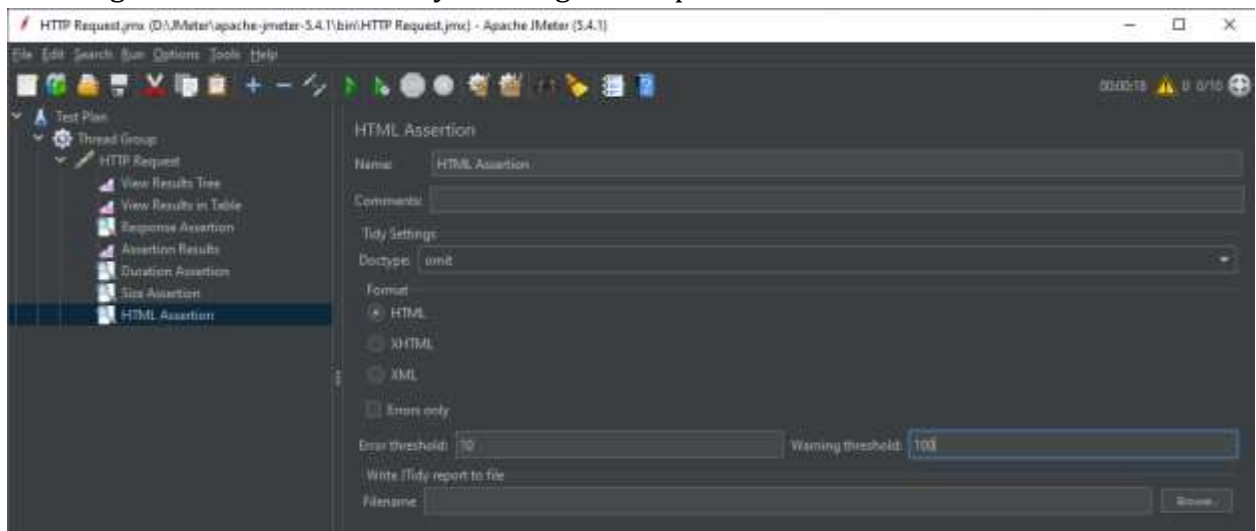 HTTP Request.jmx (D:\JMeter\apache-jmeter-5.4.1\bin\HTTP Request.jmx) - Apache JMeter (5.4.1)
File Edit Search Run Options Tools Help
00:00:18 0 0/10
Test Plan
Thread Group
HTTP Request
View Results Tree
View Results in Table
Response Assertion
Assertion Results
Duration Assertion
Size Assertion
HTML Assertion
HTML Assertion
Name: HTML Assertion
Comments:
Tidy Settings
Doctype: omit
Format
HTML
XHTML
XML
Errors only
Error threshold: 10 Warning threshold: 100
Write JTidy report to file
Filename Browse...